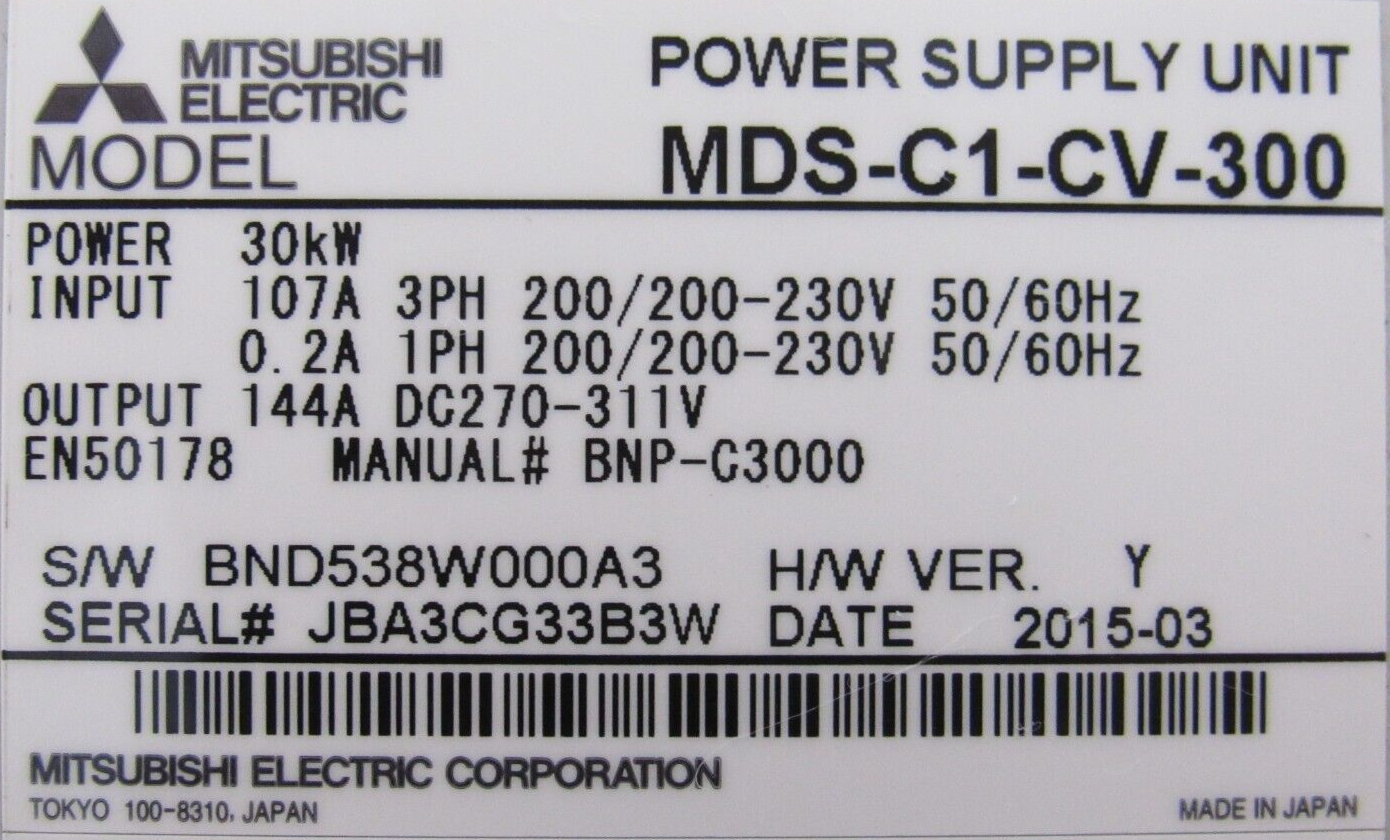 MITSUBISHI
ELECTRIC
POWER SUPPLY UNIT
MODEL MDS-C1-CV-300
POWER 30kW
INPUT 107A 3PH 200/200-230V 50/60Hz
0.2A 1PH 200/200-230V 50/60Hz
OUTPUT 144A DC270-311V
EN50178 MANUAL# BNP-C3000
S/W BND538W000A3 H/W VER. Y
SERIAL# JBA3CG33B3W DATE 2015-03
MITSUBISHI ELECTRIC CORPORATION
TOKYO 100-8310, JAPAN MADE IN JAPAN